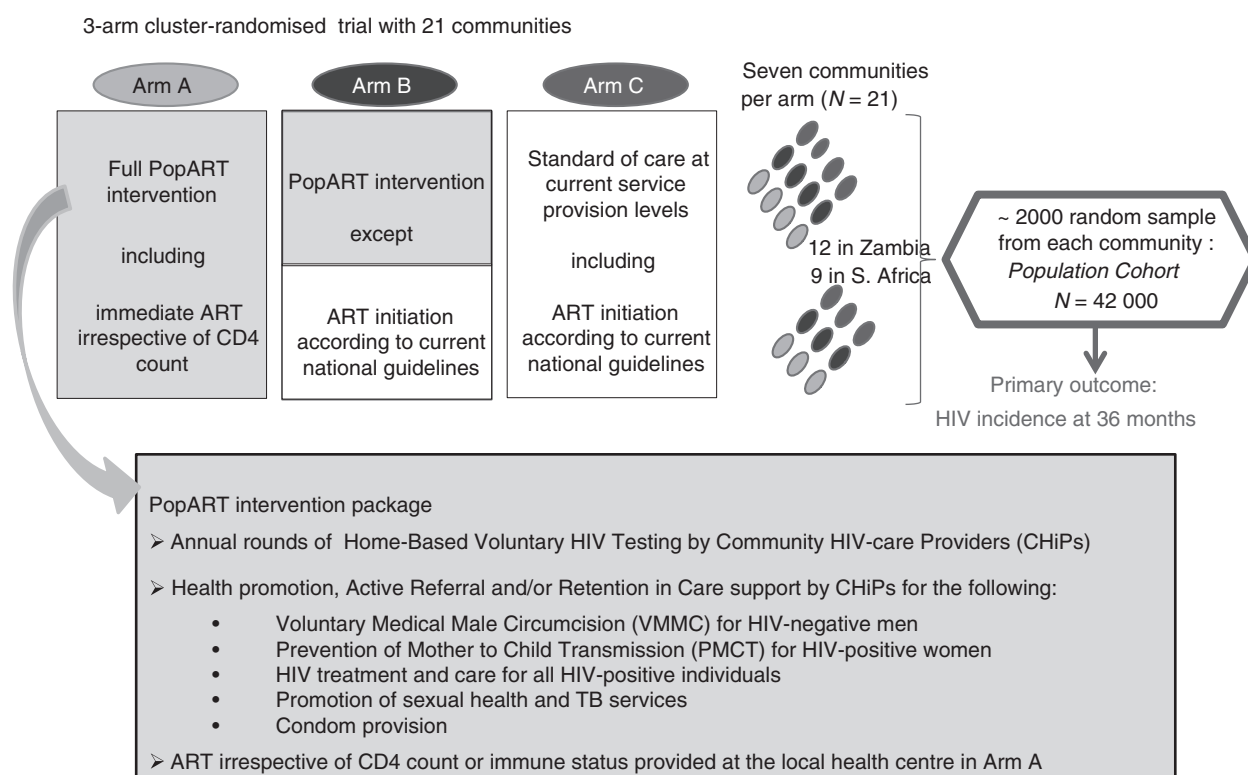 3-arm cluster-randomised trial with 21 communities
Arm A
Full PopART
intervention
including
immediate ART
irrespective of CD4
count
Arm B
PopART intervention
except
ART initiation
according to current
national guidelines
Arm C
Standard of care at
current service
provision levels
including
ART initiation
according to current
national guidelines
Seven communities
per arm (N = 21)
12 in Zambia
9 in S. Africa
~ 2000 random sample
from each community :
Population Cohort
N = 42 000
Primary outcome:
HIV incidence at 36 months
PopART intervention package
➢ Annual rounds of Home-Based Voluntary HIV Testing by Community HIV-care Providers (CHiPs)
➢ Health promotion, Active Referral and/or Retention in Care support by CHiPs for the following:
• Voluntary Medical Male Circumcision (VMMC) for HIV-negative men
• Prevention of Mother to Child Transmission (PMCT) for HIV-positive women
• HIV treatment and care for all HIV-positive individuals
• Promotion of sexual health and TB services
• Condom provision
➢ ART irrespective of CD4 count or immune status provided at the local health centre in Arm A